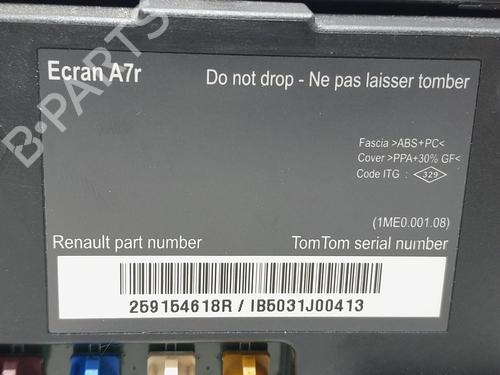 Ecran A7r Do not drop - Ne pas laisser tomber
Fascia >ABS+PC<
Cover >PPA+30% GF<
Code ITG : 329
(1ME0.001.08)
Renault part number TomTom serial number
259154618R / IB5031J00413
B-PARTS